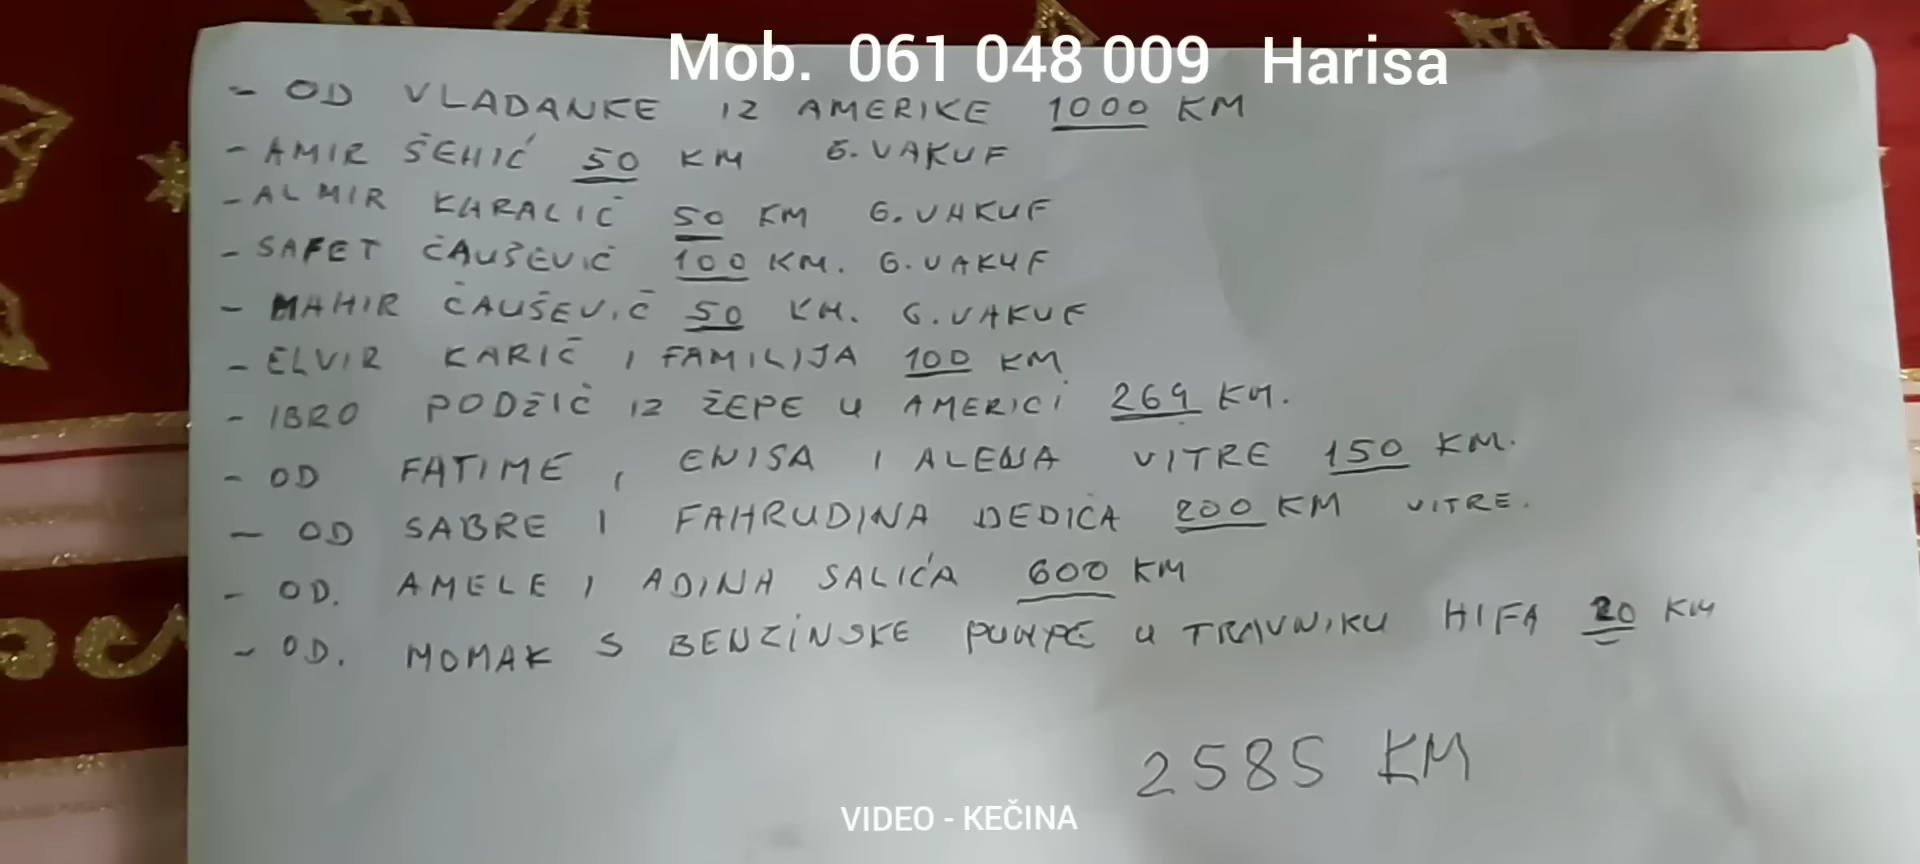 Mob. 061 048 009 Harisa
- OD VLADANKE IZ AMERIKE 1000 KM
- AMIR ŠEHIĆ 50 KM G. VAKUF
- ALMIR KARALIĆ 50 KM G. VAKUF
- SAFET ČAUŠEVIĆ 100 KM. G. VAKUF
- MAHIR ČAUŠEVIĆ 50 KM. G. VAKUF
- ELVIR KARIĆ I FAMILIJA 100 KM
- IBRO PODŽIĆ IZ ŽEPE U AMERICI 264 KM.
- OD FATIME, ENISA I ALENA VITRE 150 KM.
- OD SABRE I FAHRUDINA DEDIĆA 200 KM VITRE.
- OD. AMELE I ADINA SALIĆA 600 KM
- OD. MOMAK S BENZINSKE PUMPE U TRAVNIKU HIFA 20 KM
2585 KM
VIDEO - KEČINA